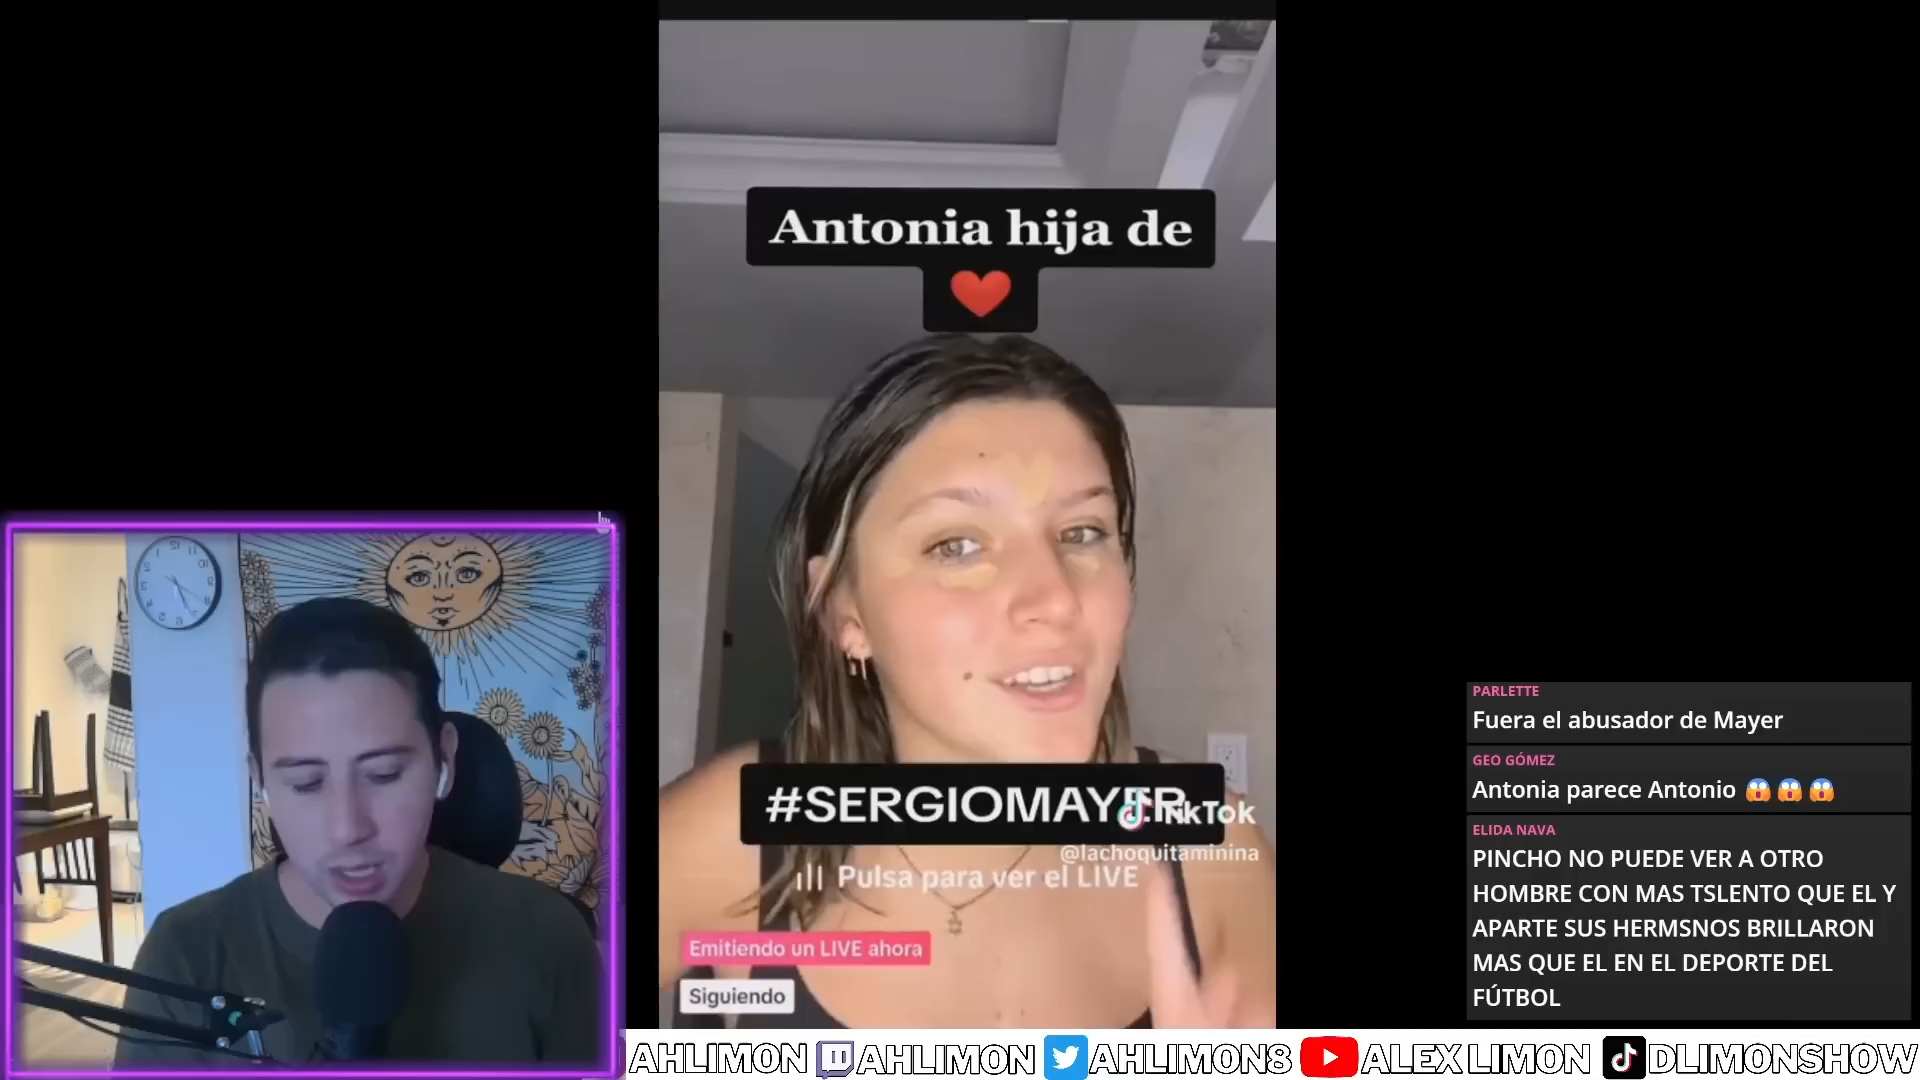 Antonia hija de
❤️
#SERGIOMAYER
TikTok
@lachoquitaminina
Pulsa para ver el LIVE
Emitiendo un LIVE ahora
Siguiendo
PARLETTE
Fuera el abusador de Mayer
GEO GÓMEZ
Antonia parece Antonio 😱😱😱
ELIDA NAVA
PINCHO NO PUEDE VER A OTRO
HOMBRE CON MAS TSLENTO QUE EL Y
APARTE SUS HERMSNOS BRILLARON
MAS QUE EL EN EL DEPORTE DEL
FÚTBOL
AHLIMON AHLIMON AHLIMON8 ALEX LIMON DLIMONSHOW